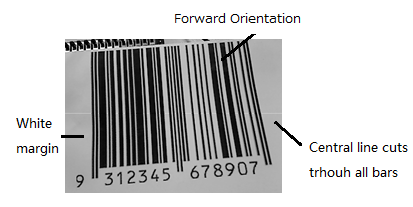 Forward Orientation
White
margin
Central line cuts
trhouh all bars
9 312345 678907